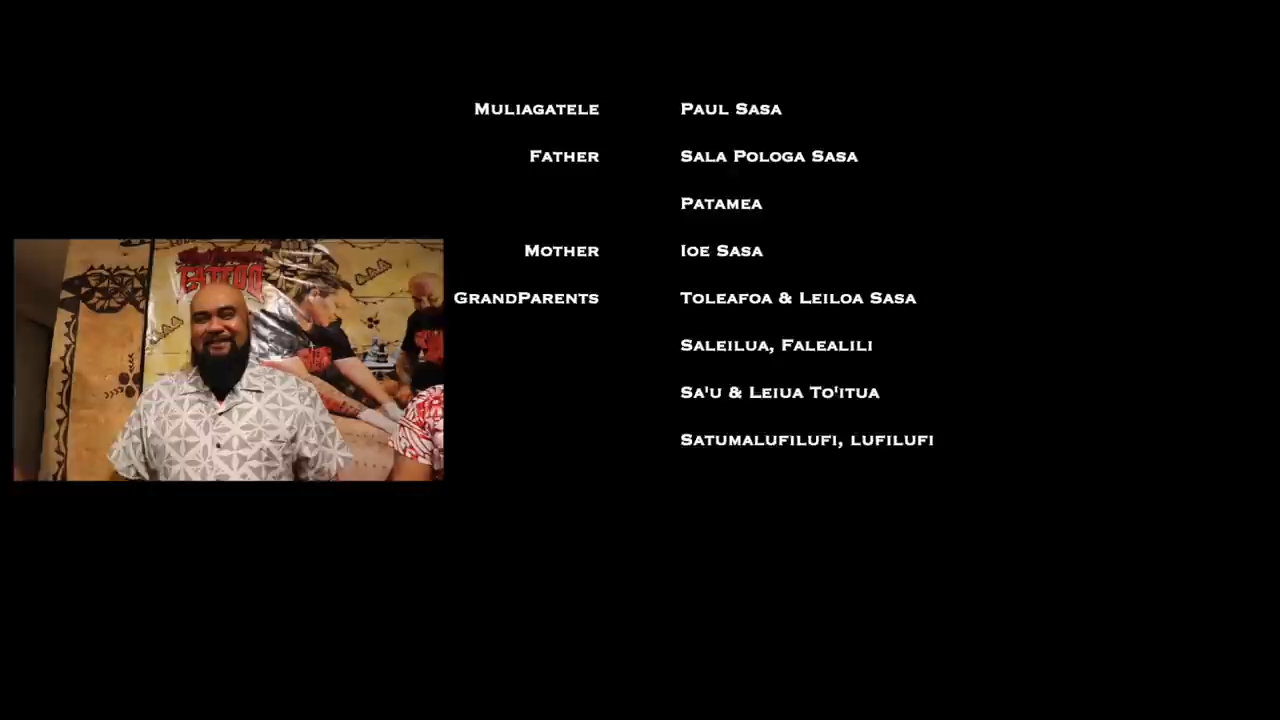 Muliagatele Paul Sasa
Father Sala Pologa Sasa
Patamea
Mother Ioe Sasa
GrandParents Toleafoa & Leiloa Sasa
Saleilua, Falealili
Sa'u & Leiua To'itua
Satumalufilufi, lufilufi
TATTOO